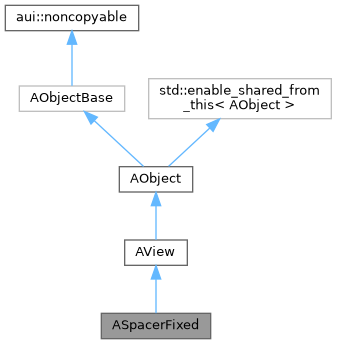 aui::noncopyable
AObjectBase
std::enable_shared_from
_this< AObject >
AObject
AView
ASpacerFixed